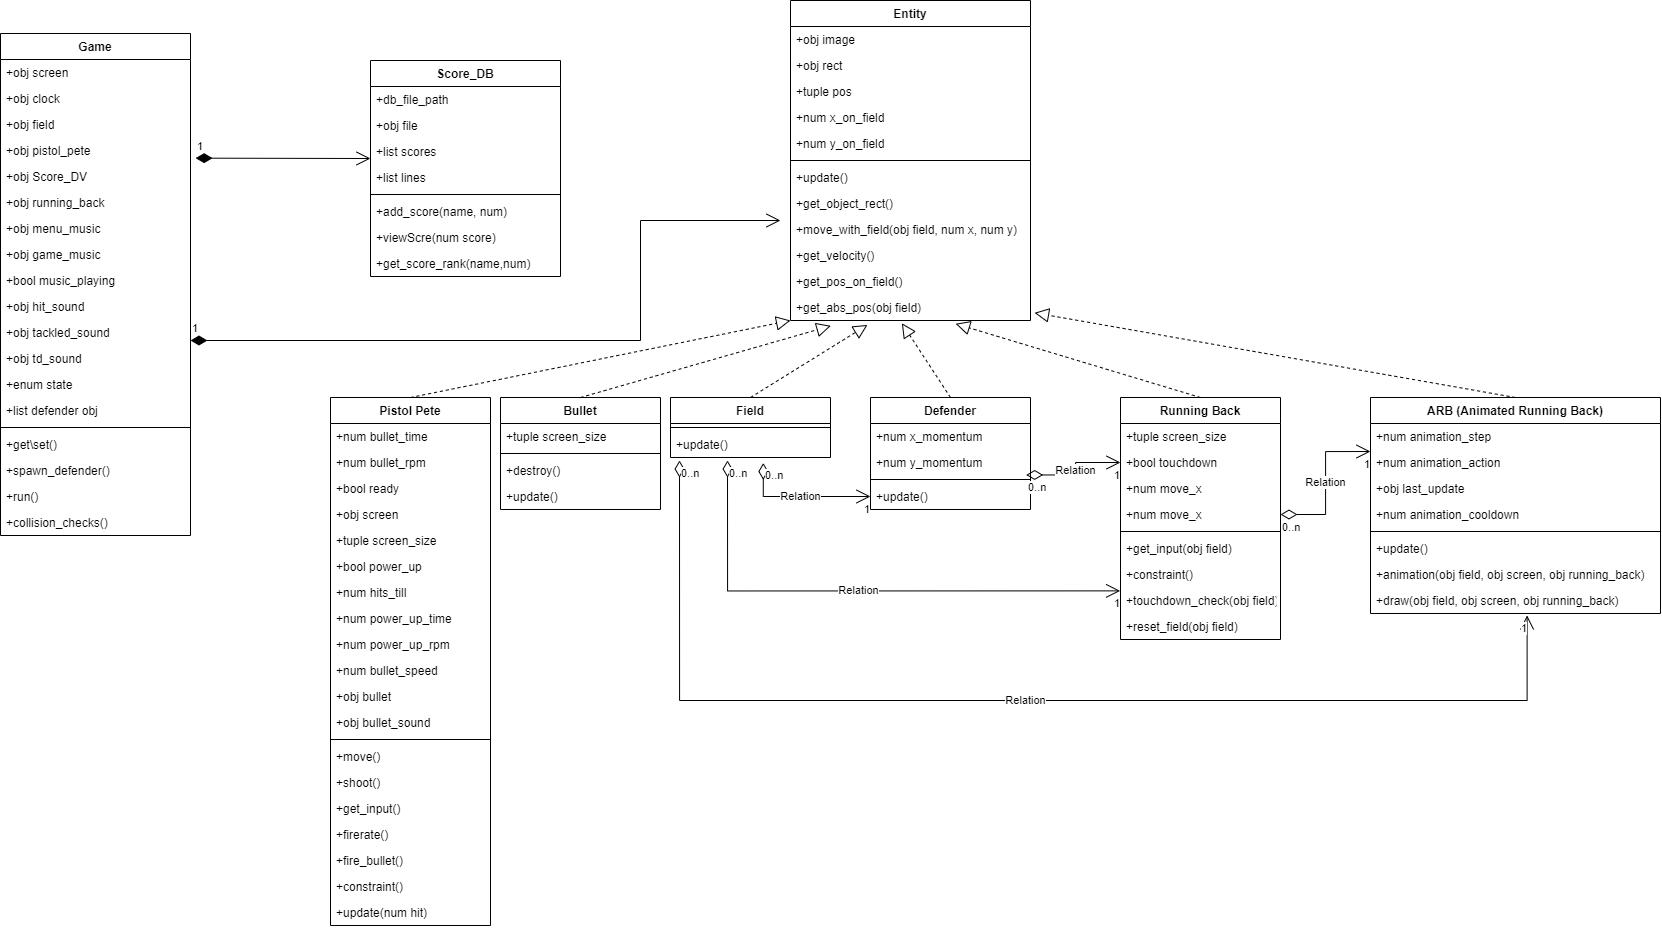 Game
+obj screen
+obj clock
+obj field
+obj pistol_pete
+obj Score_DV
+obj running_back
+obj menu_music
+obj game_music
+bool music_playing
+obj hit_sound
+obj tackled_sound
+obj td_sound
+enum state
+list defender obj
+get\set()
+spawn_defender()
+run()
+collision_checks()
1
1
Score_DB
+db_file_path
+obj file
+list scores
+list lines
+add_score(name, num)
+viewScre(num score)
+get_score_rank(name,num)
Entity
+obj image
+obj rect
+tuple pos
+num x_on_field
+num y_on_field
+update()
+get_object_rect()
+move_with_field(obj field, num x, num y)
+get_velocity()
+get_pos_on_field()
+get_abs_pos(obj field)
Pistol Pete
+num bullet_time
+num bullet_rpm
+bool ready
+obj screen
+tuple screen_size
+bool power_up
+num hits_till
+num power_up_time
+num power_up_rpm
+num bullet_speed
+obj bullet
+obj bullet_sound
+move()
+shoot()
+get_input()
+firerate()
+fire_bullet()
+constraint()
+update(num hit)
Bullet
+tuple screen_size
+destroy()
+update()
Field
+update()
0..n
0..n
0..n
Relation
1
Relation
1
Relation
1
Defender
+num x_momentum
+num y_momentum
+update()
0..n
Relation
1
Running Back
+tuple screen_size
+bool touchdown
+num move_x
+num move_x
+get_input(obj field)
+constraint()
+touchdown_check(obj field)
+reset_field(obj field)
0..n
Relation
1
ARB (Animated Running Back)
+num animation_step
+num animation_action
+obj last_update
+num animation_cooldown
+update()
+animation(obj field, obj screen, obj running_back)
+draw(obj field, obj screen, obj running_back)